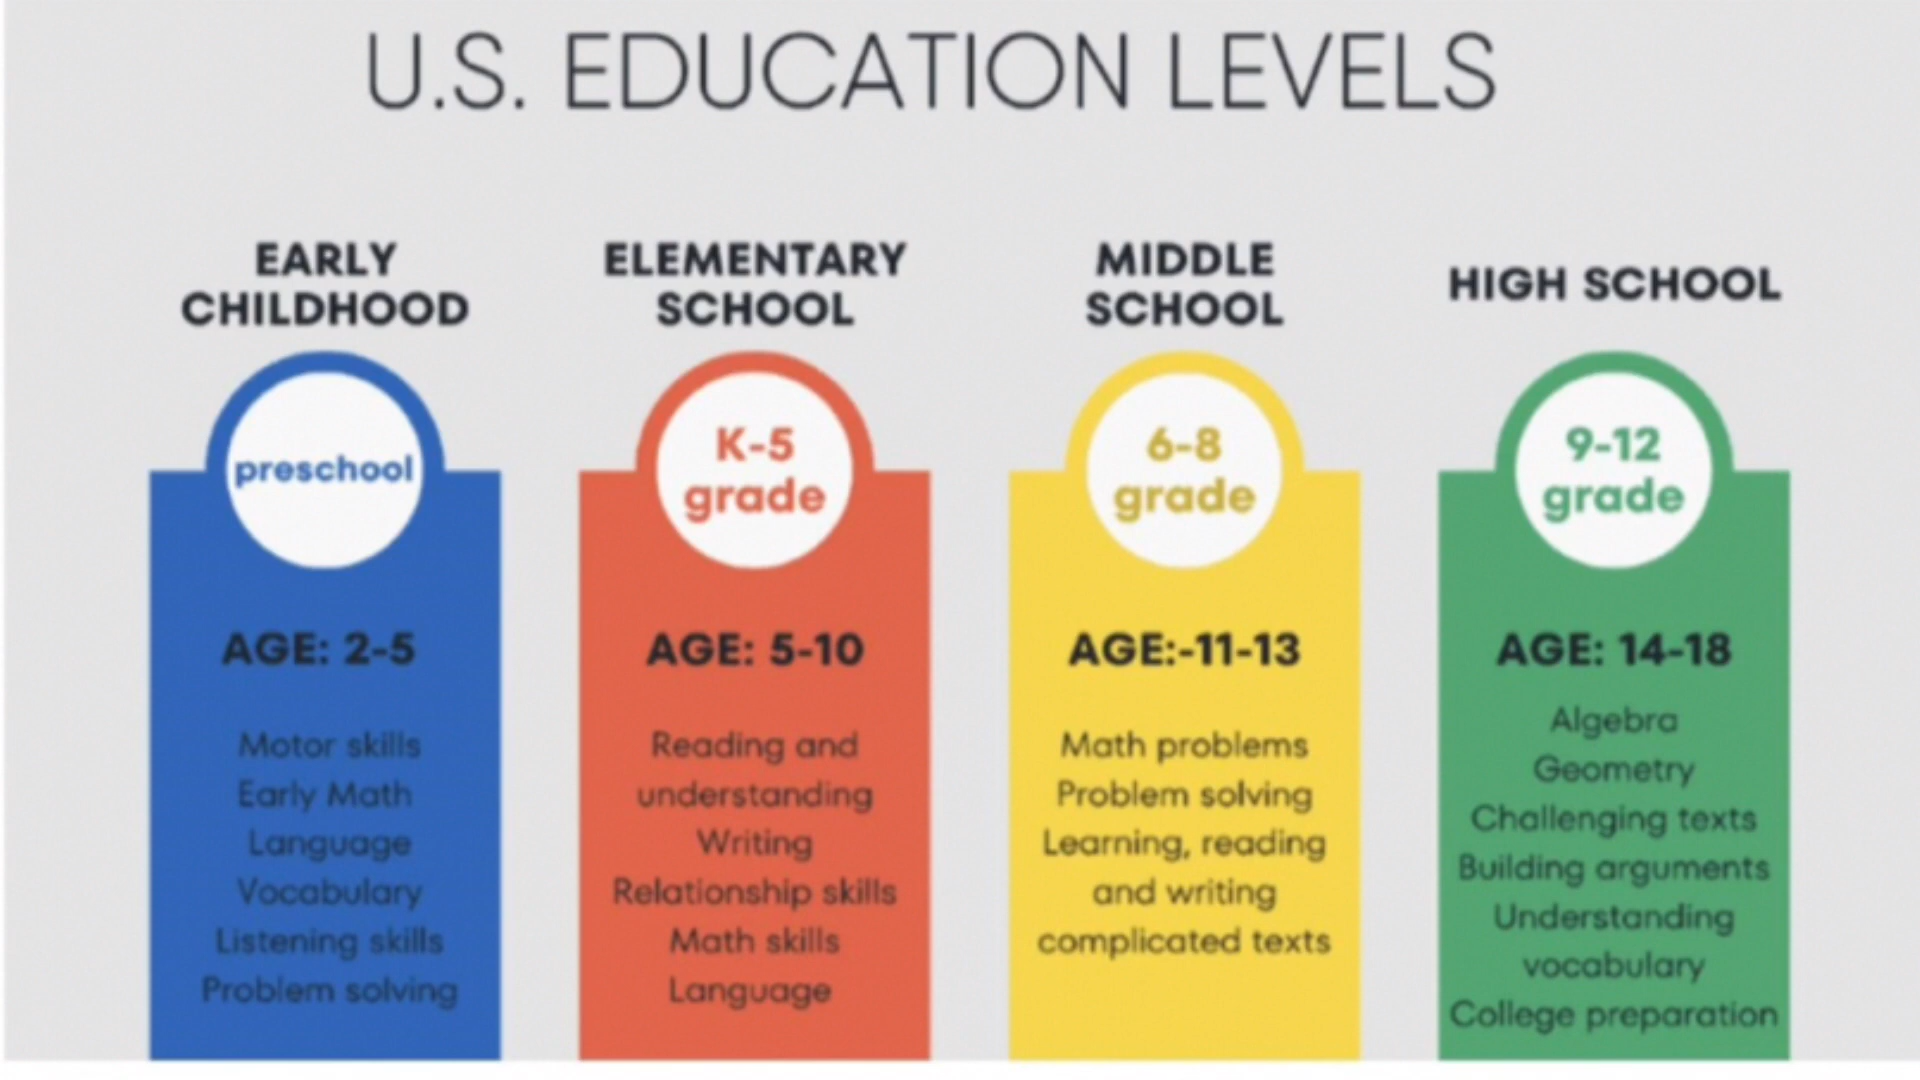 U.S. EDUCATION LEVELS
EARLY
CHILDHOOD
preschool
AGE: 2-5
Motor skills
Early Math
Language
Vocabulary
Listening skills
Problem solving
ELEMENTARY
SCHOOL
K-5
grade
AGE: 5-10
Reading and
understanding
Writing
Relationship skills
Math skills
Language
MIDDLE
SCHOOL
6-8
grade
AGE:-11-13
Math problems
Problem solving
Learning, reading
and writing
complicated texts
HIGH SCHOOL
9-12
grade
AGE: 14-18
Algebra
Geometry
Challenging texts
Building arguments
Understanding
vocabulary
College preparation